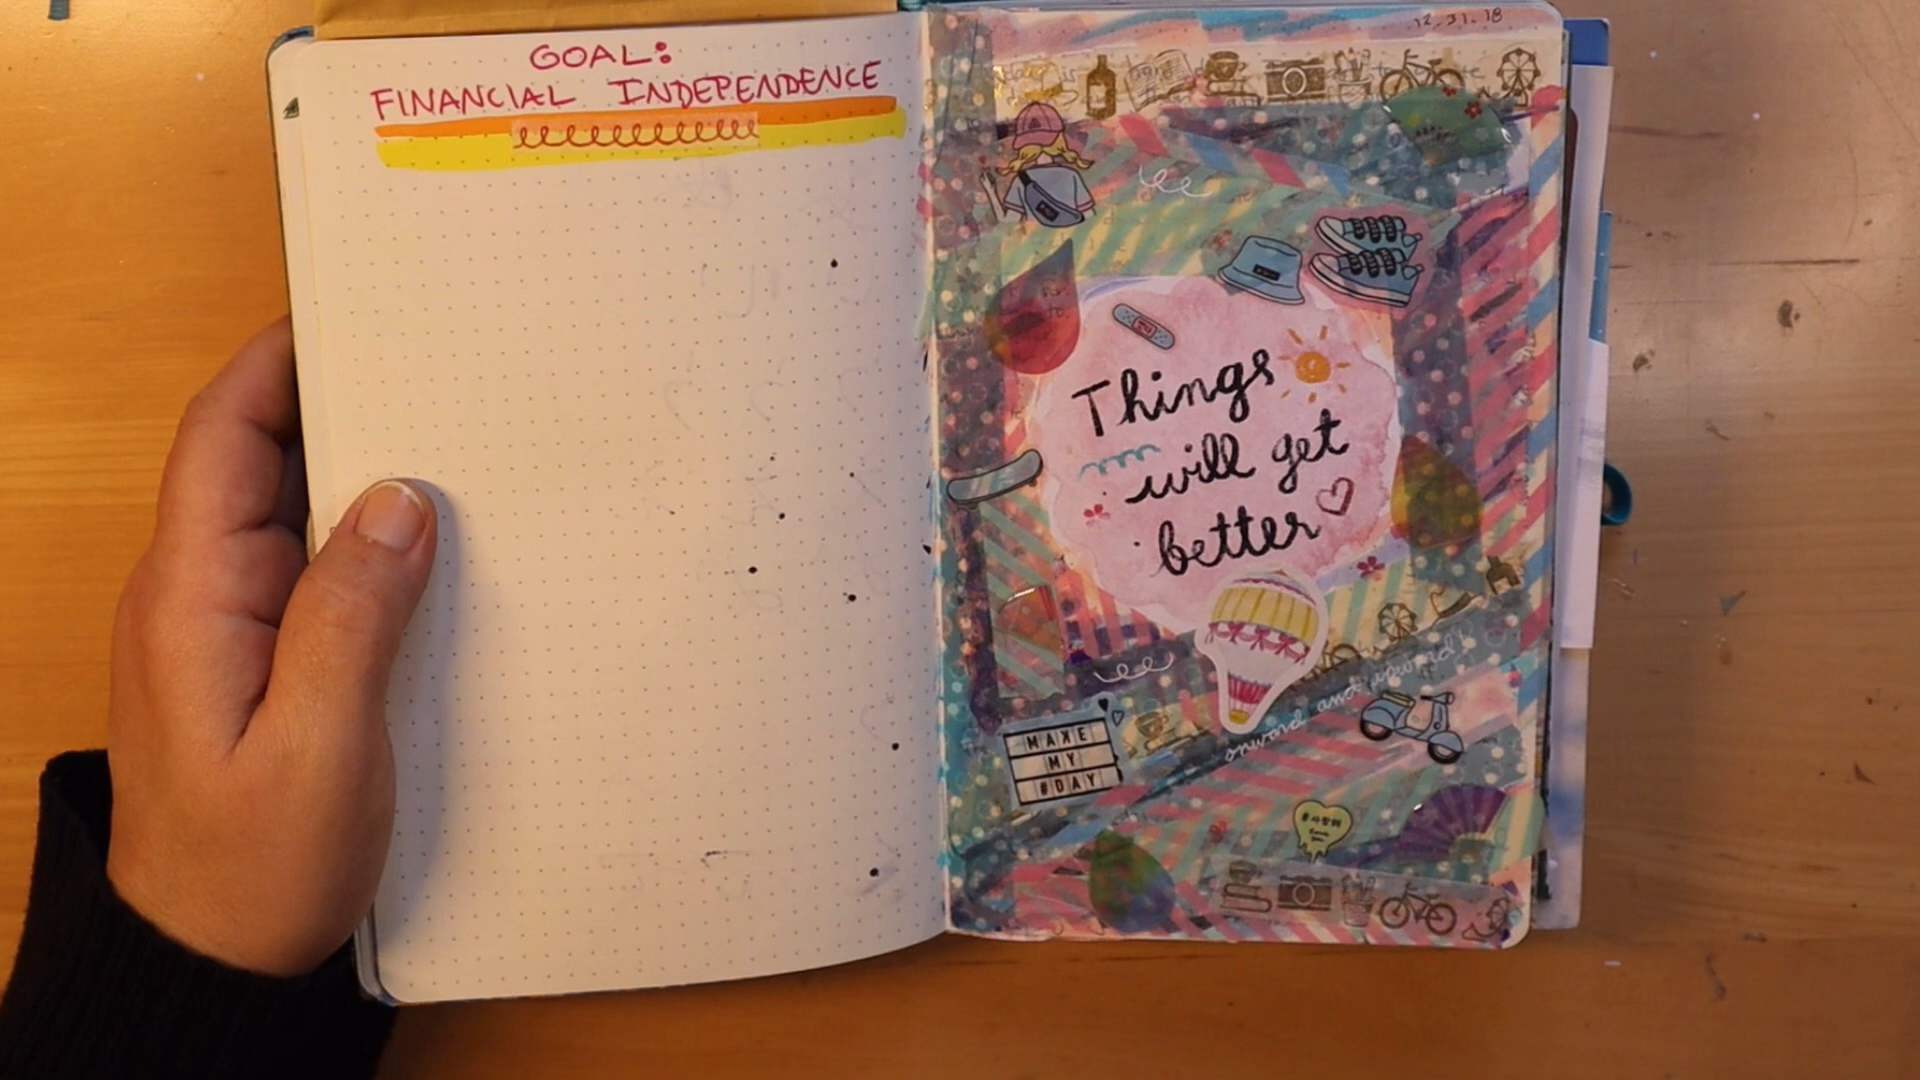 GOAL:
FINANCIAL INDEPENDENCE
12.31.18
Things
will get
better
onward and upward!
MAKE
MY
#DAY